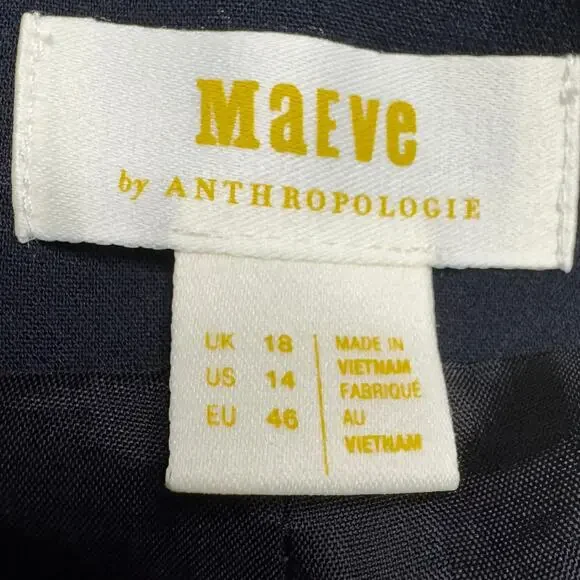 MaEve
by ANTHROPOLOGIE
UK 18
US 14
EU 46
MADE IN
VIETNAM
FABRIQUÉ
AU
VIETNAM